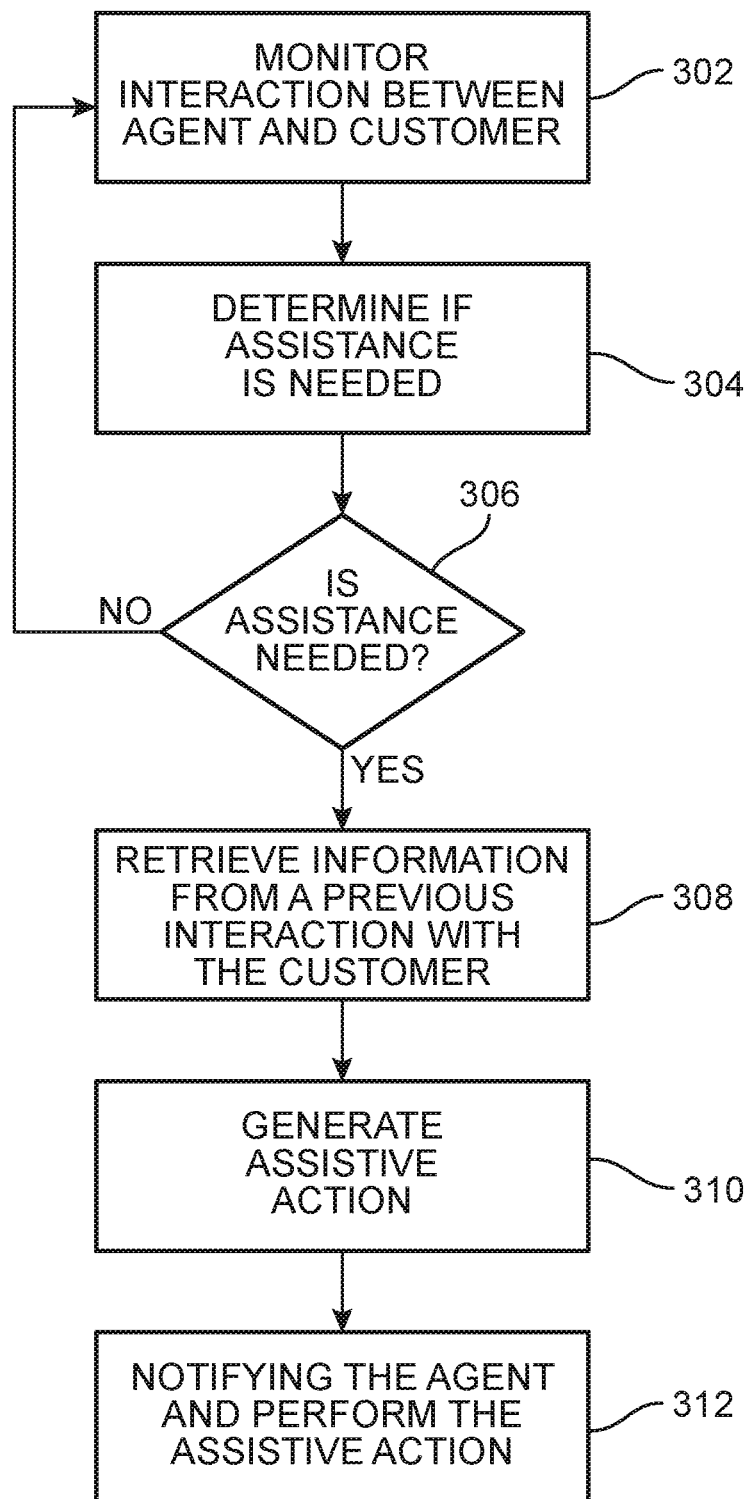 MONITOR
INTERACTION BETWEEN
AGENT AND CUSTOMER
302
DETERMINE IF
ASSISTANCE
IS NEEDED
304
306
IS
ASSISTANCE
NEEDED?
NO
YES
RETRIEVE INFORMATION
FROM A PREVIOUS
INTERACTION WITH
THE CUSTOMER
308
GENERATE
ASSISTIVE
ACTION
310
NOTIFYING THE AGENT
AND PERFORM THE
ASSISTIVE ACTION
312